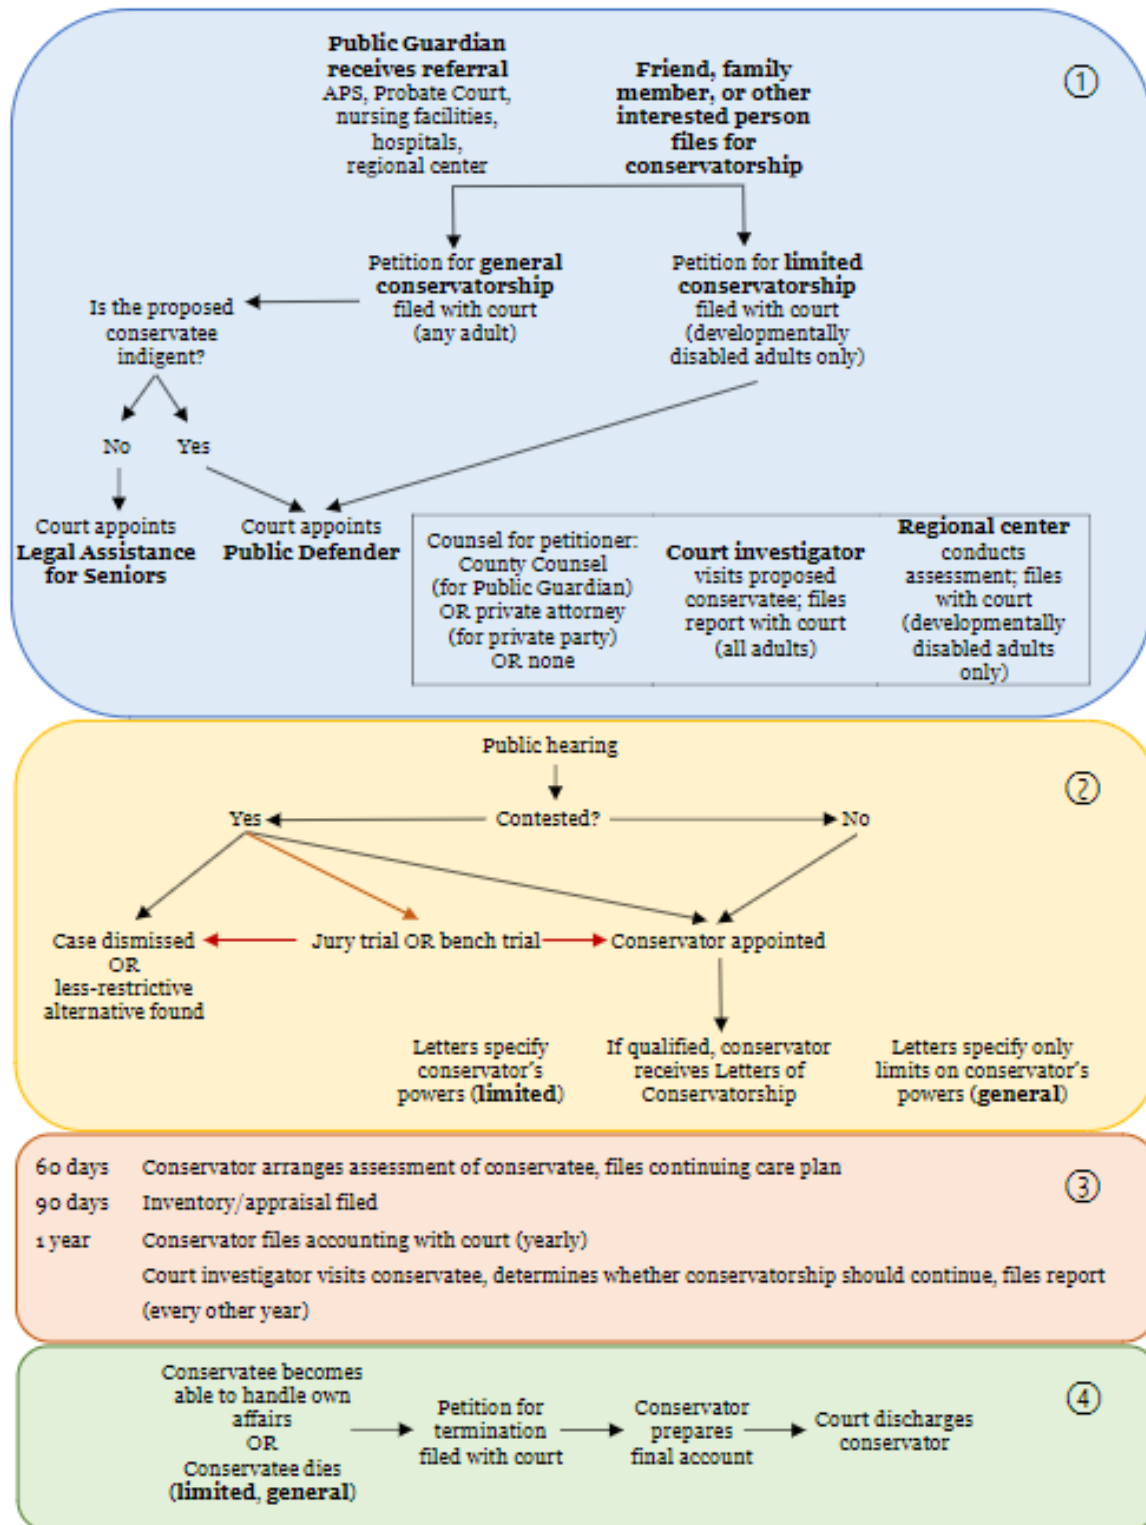 Public Guardian
receives referral
APS, Probate Court,
nursing facilities,
hospitals,
regional center
Friend, family
member, or other
interested person
files for
conservatorship
①
Petition for general
conservatorship
filed with court
(any adult)
Petition for limited
conservatorship
filed with court
(developmentally
disabled adults only)
Is the proposed
conservatee
indigent?
No
Yes
Court appoints
Legal Assistance
for Seniors
Court appoints
Public Defender
Counsel for petitioner:
County Counsel
(for Public Guardian)
OR private attorney
(for private party)
OR none
Court investigator
visits proposed
conservatee; files
report with court
(all adults)
Regional center
conducts
assessment; files
with court
(developmentally
disabled adults
only)
Public hearing
②
Yes
Contested?
No
Case dismissed
OR
less-restrictive
alternative found
Jury trial OR bench trial
Conservator appointed
Letters specify
conservator's
powers (limited)
If qualified, conservator
receives Letters of
Conservatorship
Letters specify only
limits on conservator's
powers (general)
60 days Conservator arranges assessment of conservatee, files continuing care plan
③
90 days Inventory/appraisal filed
1 year Conservator files accounting with court (yearly)
Court investigator visits conservatee, determines whether conservatorship should continue, files report
(every other year)
Conservatee becomes
able to handle own
affairs
OR
Conservatee dies
(limited, general)
Petition for
termination
filed with court
Conservator
prepares
final account
Court discharges
conservator
④